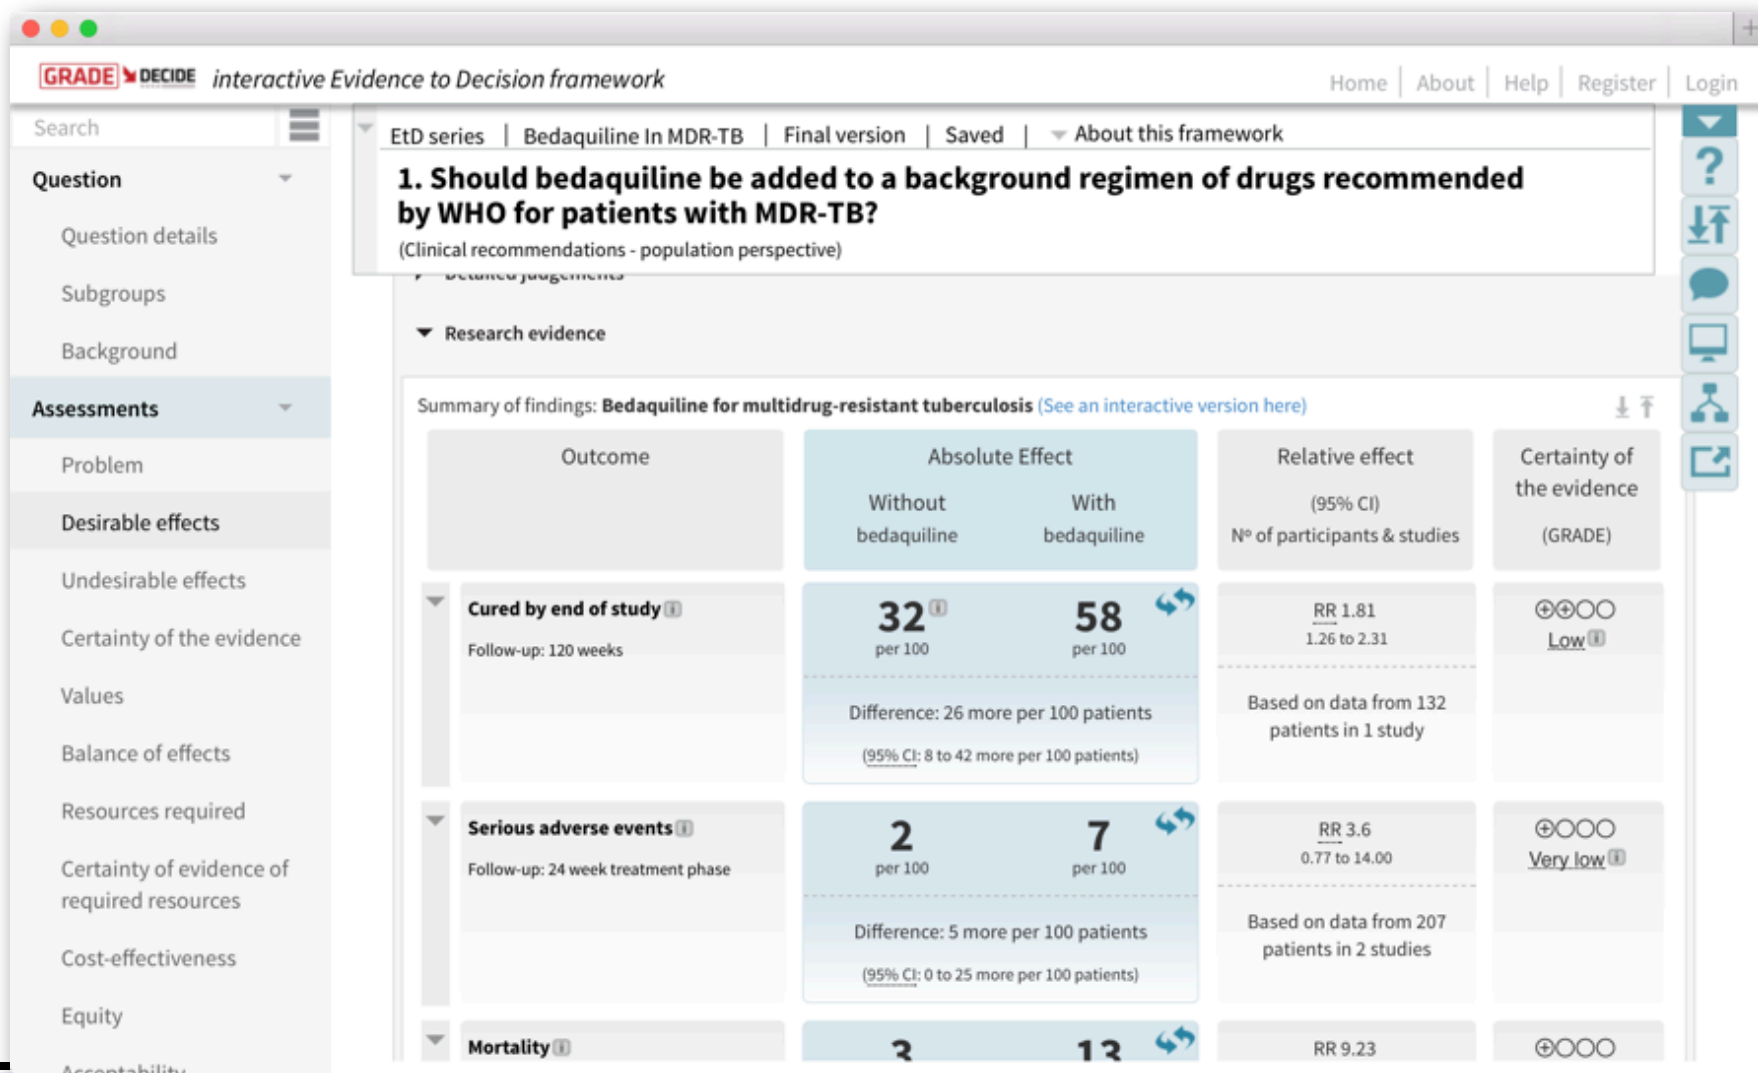 GRADE DECIDE interactive Evidence to Decision framework
Home | About | Help | Register | Login
Search
Question
Question details
Subgroups
Background
Assessments
Problem
Desirable effects
Undesirable effects
Certainty of the evidence
Values
Balance of effects
Resources required
Certainty of evidence of
required resources
Cost-effectiveness
Equity
Acceptability
EtD series | Bedaquiline In MDR-TB | Final version | Saved | About this framework
1. Should bedaquiline be added to a background regimen of drugs recommended
by WHO for patients with MDR-TB?
(Clinical recommendations - population perspective)
Detailed judgements
Research evidence
Summary of findings: Bedaquiline for multidrug-resistant tuberculosis (See an interactive version here)
Outcome
Absolute Effect
Without
bedaquiline
With
bedaquiline
Relative effect
(95% CI)
Nº of participants & studies
Certainty of
the evidence
(GRADE)
Cured by end of study
Follow-up: 120 weeks
32
per 100
58
per 100
Difference: 26 more per 100 patients
(95% CI: 8 to 42 more per 100 patients)
RR 1.81
1.26 to 2.31
Based on data from 132
patients in 1 study
Low
Serious adverse events
Follow-up: 24 week treatment phase
2
per 100
7
per 100
Difference: 5 more per 100 patients
(95% CI: 0 to 25 more per 100 patients)
RR 3.6
0.77 to 14.00
Based on data from 207
patients in 2 studies
Very low
Mortality
3
13
RR 9.23